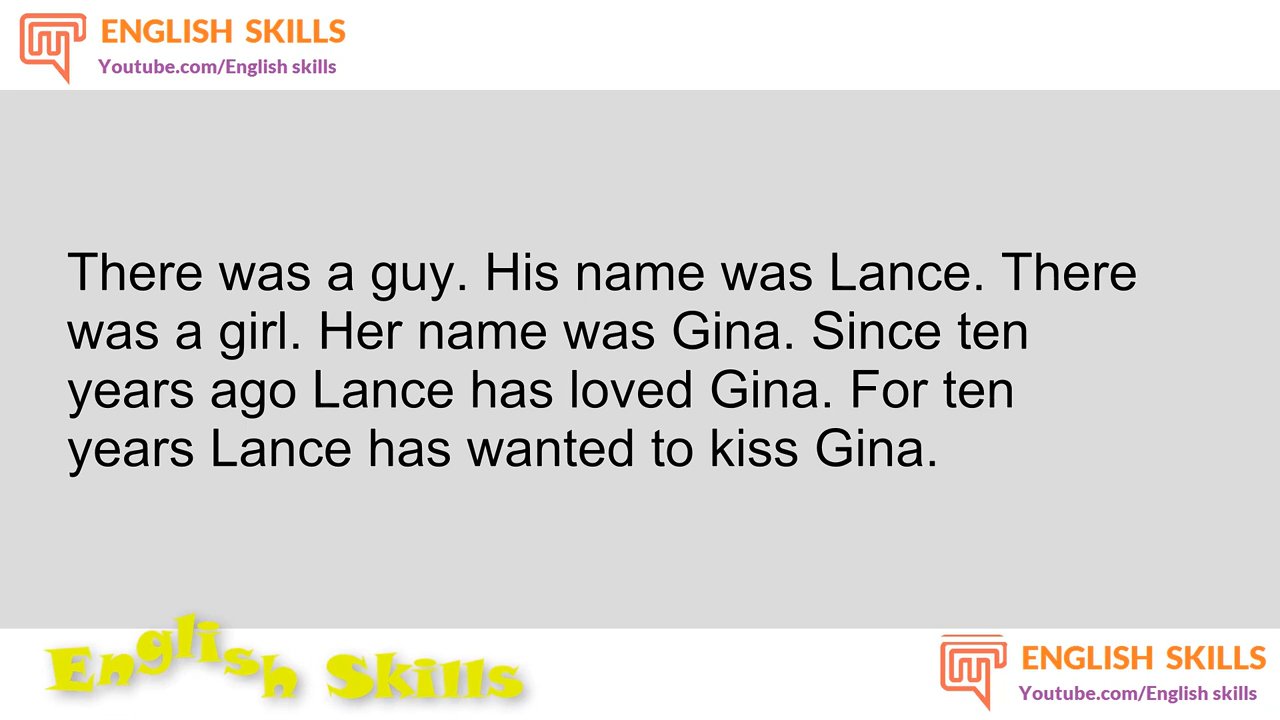 ENGLISH SKILLS
Youtube.com/English skills
There was a guy. His name was Lance. There
was a girl. Her name was Gina. Since ten
years ago Lance has loved Gina. For ten
years Lance has wanted to kiss Gina.
English Skills
ENGLISH SKILLS
Youtube.com/English skills